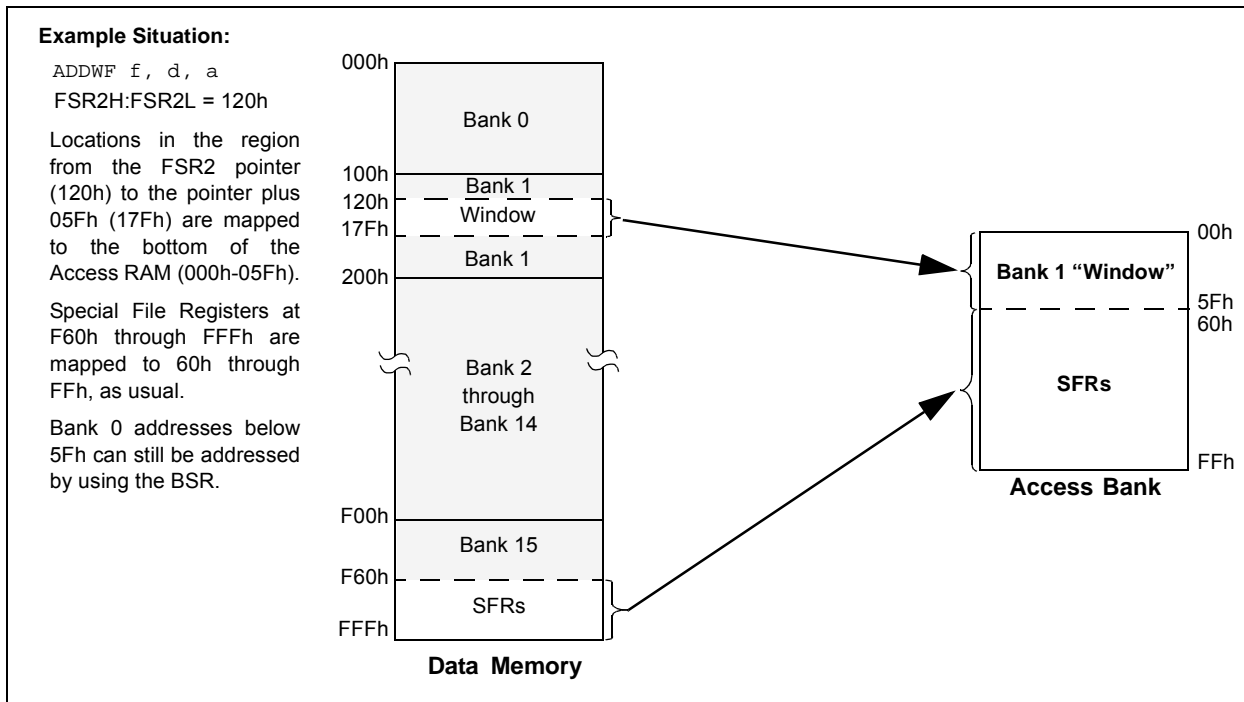 Example Situation:
ADDWF f, d, a
FSR2H:FSR2L = 120h
Locations in the region
from the FSR2 pointer
(120h) to the pointer plus
05Fh (17Fh) are mapped
to the bottom of the
Access RAM (000h-05Fh).
Special File Registers at
F60h through FFFh are
mapped to 60h through
FFh, as usual.
Bank 0 addresses below
5Fh can still be addressed
by using the BSR.
000h
Bank 0
100h
Bank 1
120h
Window
17Fh
Bank 1
200h
Bank 2
through
Bank 14
F00h
Bank 15
F60h
SFRs
FFFh
Data Memory
00h
Bank 1 “Window”
5Fh
60h
SFRs
FFh
Access Bank